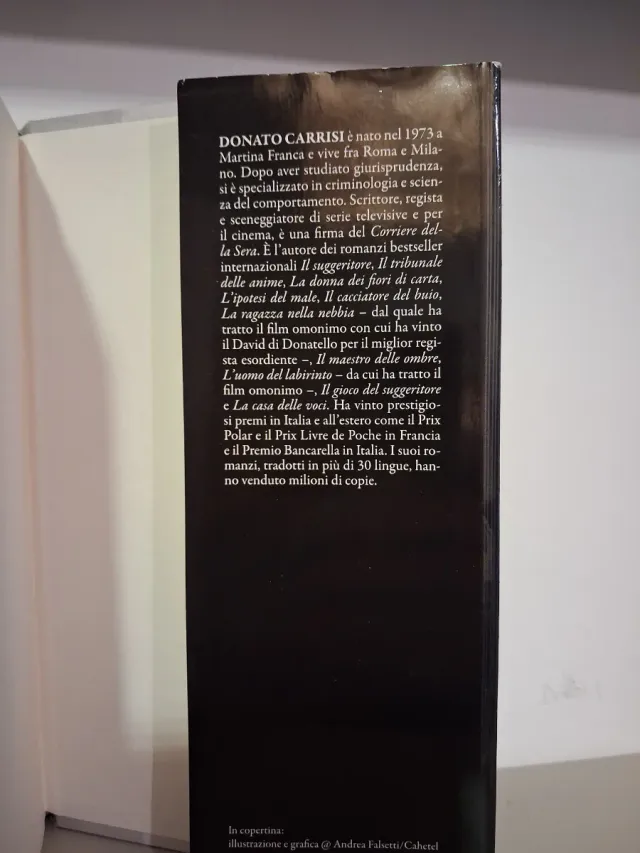 DONATO CARRISI è nato nel 1973 a
Martina Franca e vive fra Roma e Mila-
no. Dopo aver studiato giurisprudenza,
si è specializzato in criminologia e scien-
za del comportamento. Scrittore, regista
e sceneggiatore di serie televisive e per
il cinema, è una firma del Corriere del-
la Sera. È l'autore dei romanzi bestseller
internazionali Il suggeritore, Il tribunale
delle anime, La donna dei fiori di carta,
L'ipotesi del male, Il cacciatore del buio,
La ragazza nella nebbia – dal quale ha
tratto il film omonimo con cui ha vinto
il David di Donatello per il miglior regi-
sta esordiente –, Il maestro delle ombre,
L'uomo del labirinto – da cui ha tratto il
film omonimo –, Il gioco del suggeritore
e La casa delle voci. Ha vinto prestigio-
si premi in Italia e all'estero come il Prix
Polar e il Prix Livre de Poche in Francia
e il Premio Bancarella in Italia. I suoi ro-
manzi, tradotti in più di 30 lingue, han-
no venduto milioni di copie.
In copertina:
illustrazione e grafica @ Andrea Falsetti/Cahetel